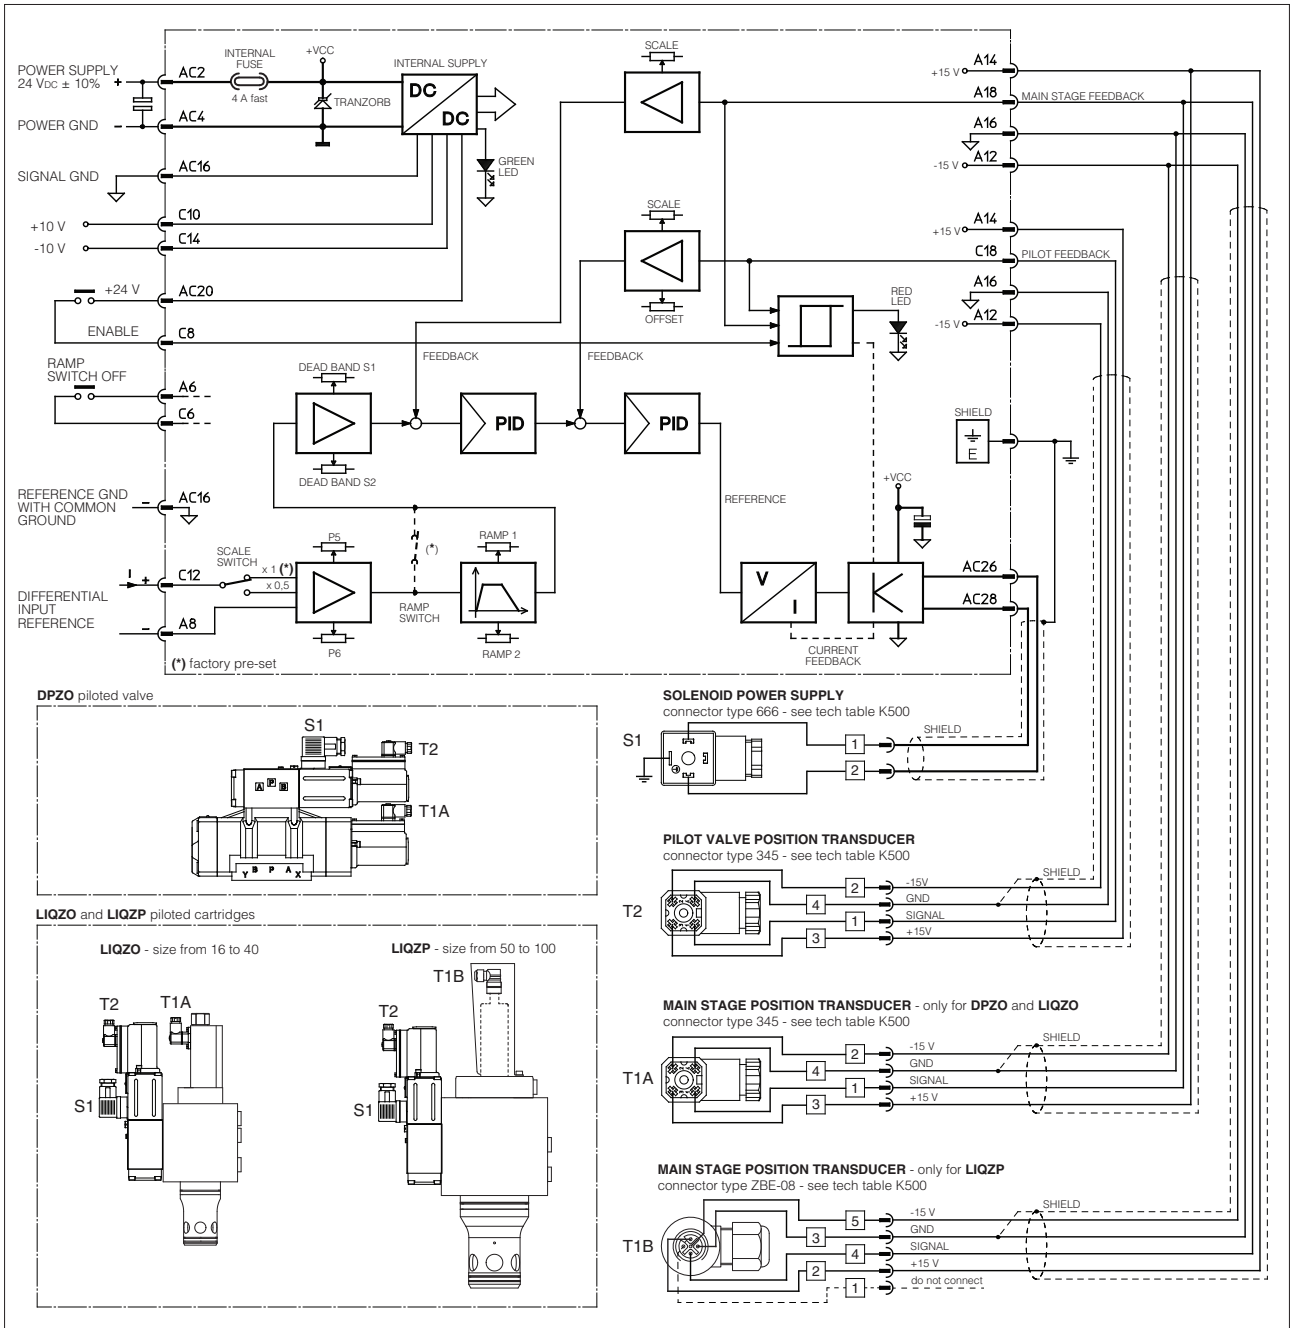 POWER SUPPLY
24 VDC ± 10%
+
AC2
INTERNAL
FUSE
4 A fast
+VCC
TRANZORB
INTERNAL SUPPLY
DC
DC
GREEN
LED
POWER GND
-
AC4
SIGNAL GND
AC16
+10 V
C10
-10 V
C14
+24 V
AC20
ENABLE
C8
RAMP
SWITCH OFF
A6
C6
REFERENCE GND
WITH COMMON
GROUND
-
AC16
DIFFERENTIAL
INPUT
REFERENCE
I
+
C12
-
A8
SCALE
SWITCH
x 1 (*)
x 0,5
P5
P6
(*)
RAMP
SWITCH
RAMP 1
RAMP 2
DEAD BAND S1
DEAD BAND S2
FEEDBACK
PID
FEEDBACK
PID
SCALE
SCALE
OFFSET
RED
LED
REFERENCE
V
I
+VCC
CURRENT
FEEDBACK
SHIELD
E
AC26
AC28
+15 V
A14
A18
MAIN STAGE FEEDBACK
A16
-15 V
A12
+15 V
A14
C18
PILOT FEEDBACK
A16
-15 V
A12
(*) factory pre-set
DPZO piloted valve
S1
T2
T1A
A
P
B
Y
B
P
A
X
LIQZO and LIQZP piloted cartridges
LIQZO - size from 16 to 40
T2
T1A
S1
LIQZP - size from 50 to 100
T1B
T2
S1
SOLENOID POWER SUPPLY
connector type 666 - see tech table K500
S1
1
2
SHIELD
PILOT VALVE POSITION TRANSDUCER
connector type 345 - see tech table K500
T2
2
-15V
4
GND
1
SIGNAL
3
+15V
SHIELD
MAIN STAGE POSITION TRANSDUCER - only for DPZO and LIQZO
connector type 345 - see tech table K500
T1A
2
-15 V
4
GND
1
SIGNAL
3
+15 V
SHIELD
MAIN STAGE POSITION TRANSDUCER - only for LIQZP
connector type ZBE-08 - see tech table K500
T1B
5
-15 V
3
GND
4
SIGNAL
2
+15 V
1
do not connect
SHIELD